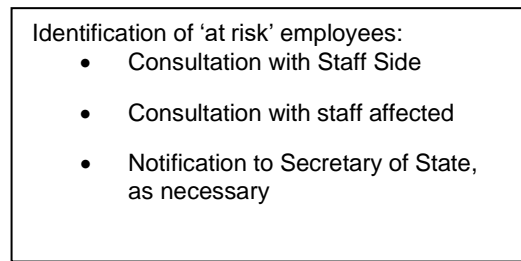 Identification of ‘at risk’ employees:
• Consultation with Staff Side
• Consultation with staff affected
• Notification to Secretary of State,
as necessary